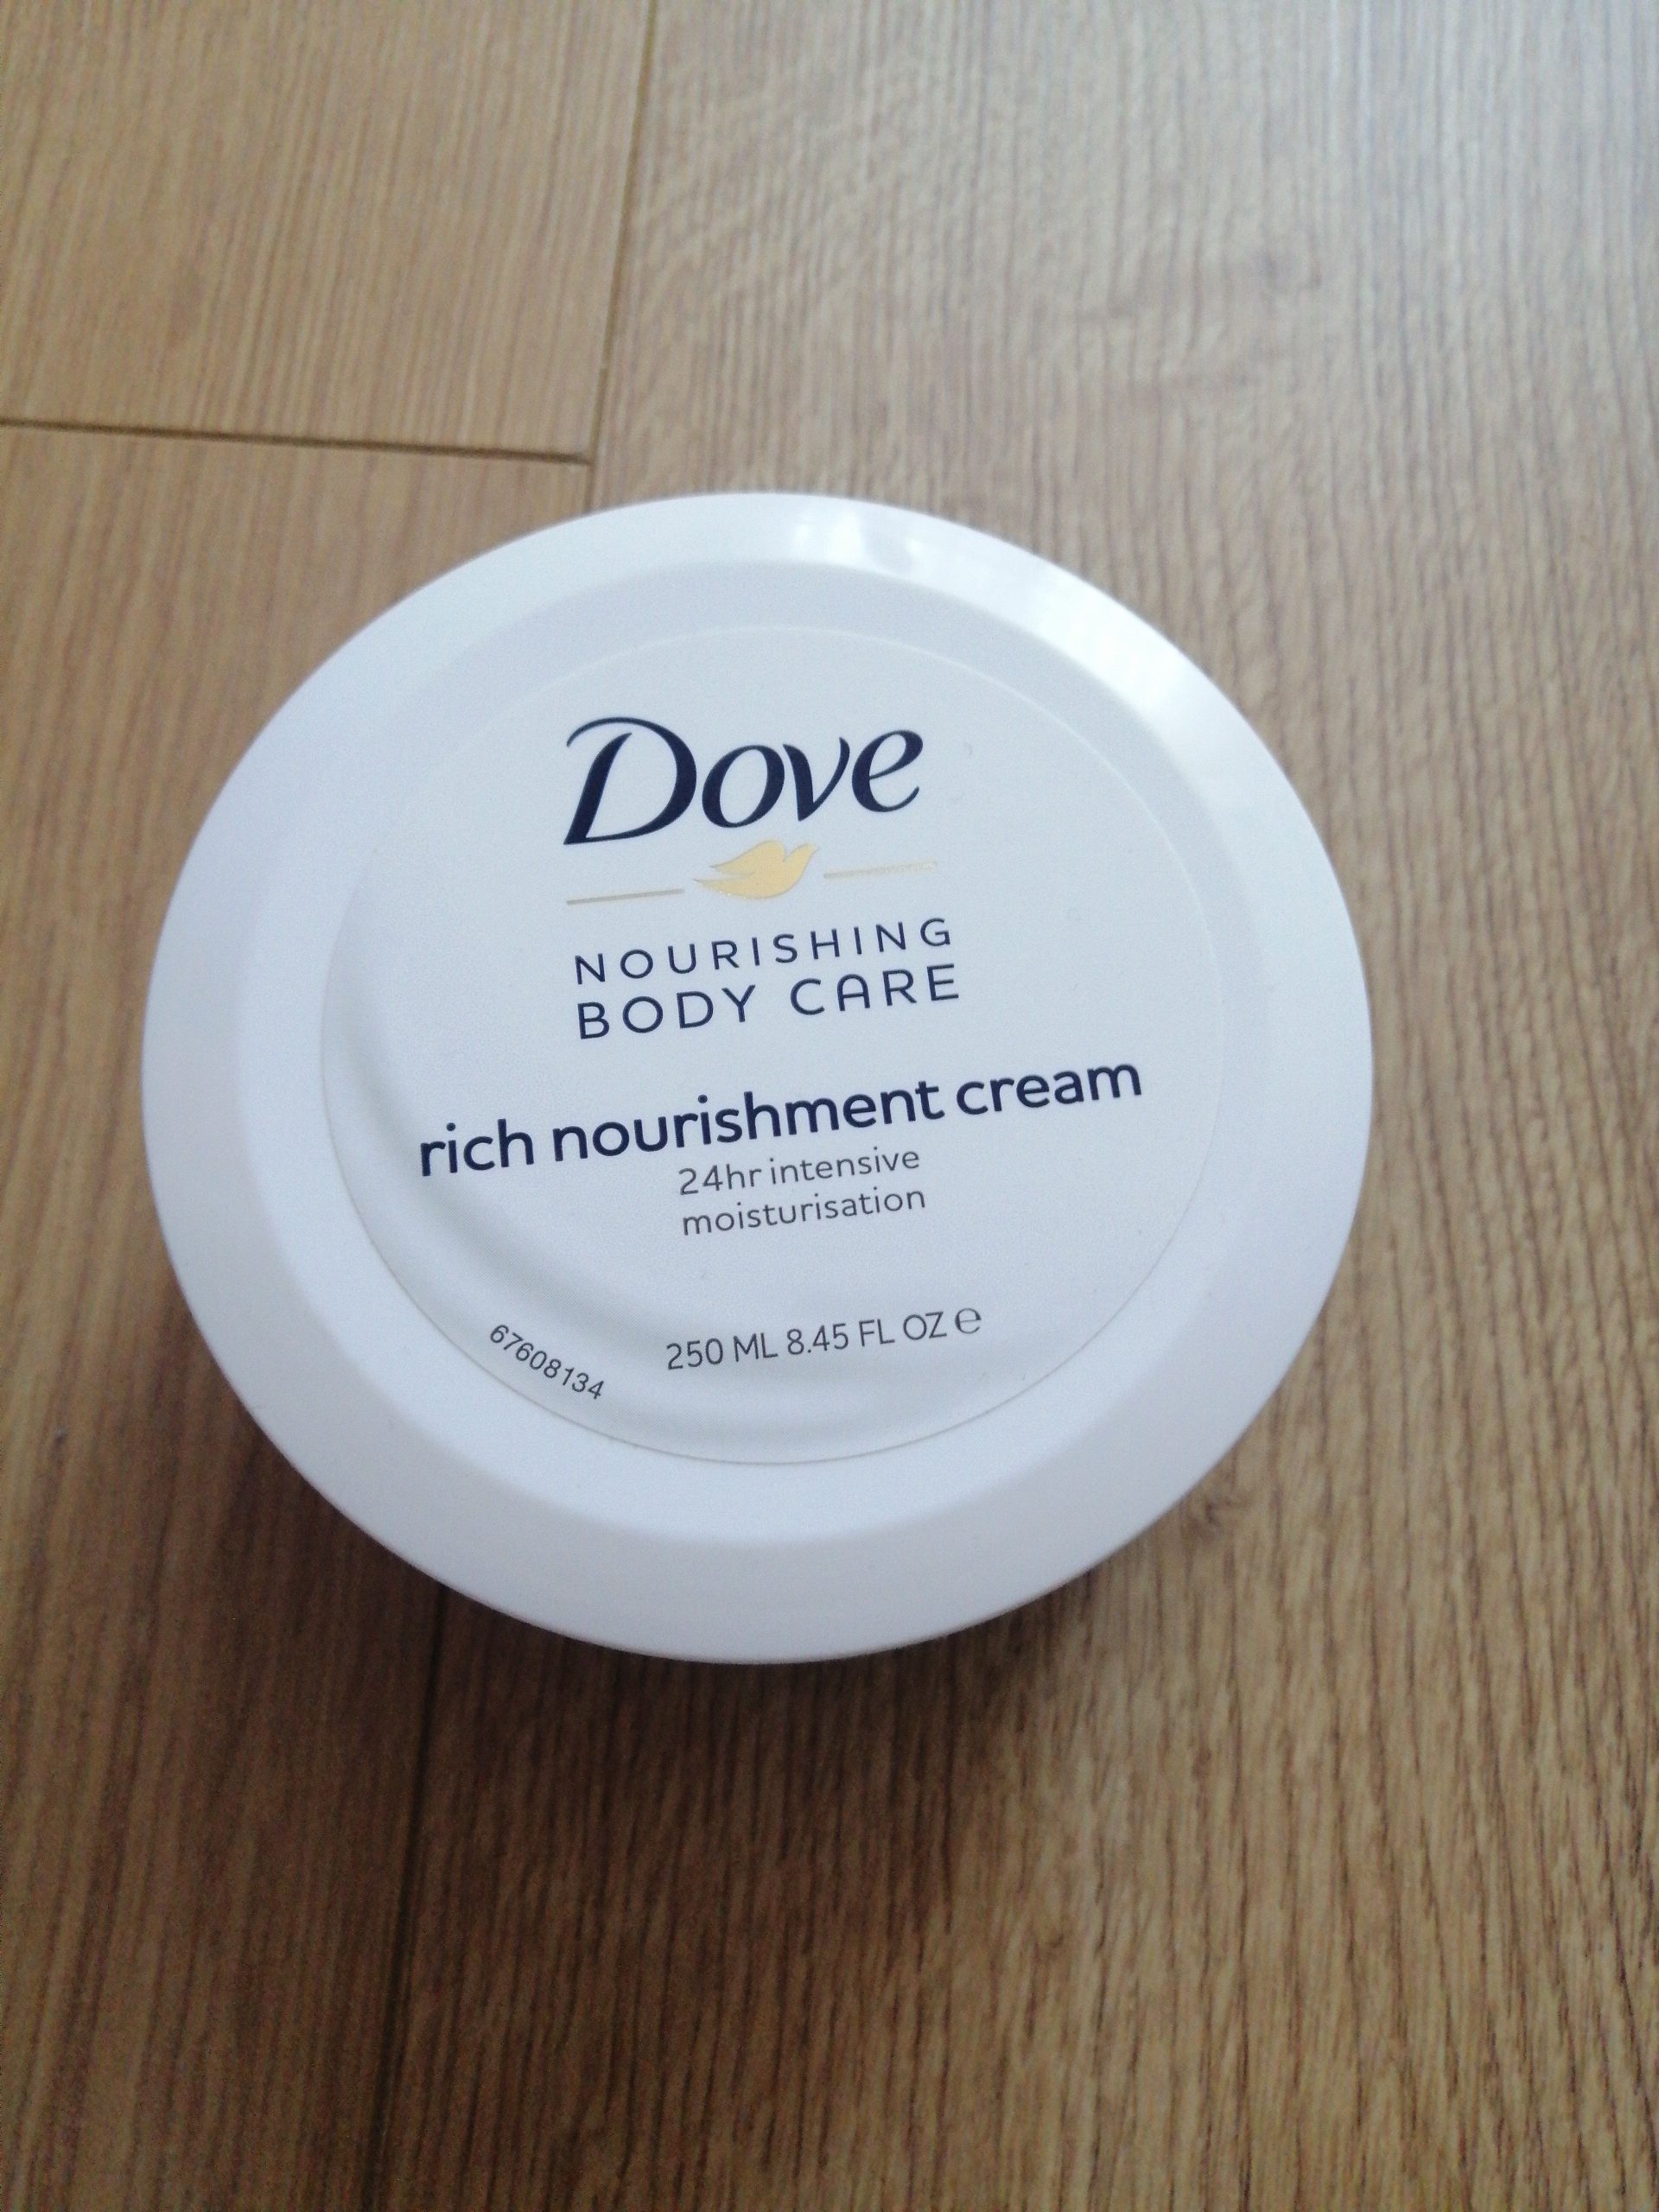 Dove
NOURISHING
BODY CARE
rich nourishment cream
24hr intensive
moisturisation
250 ML 8.45 FL OZ ℮
67608134